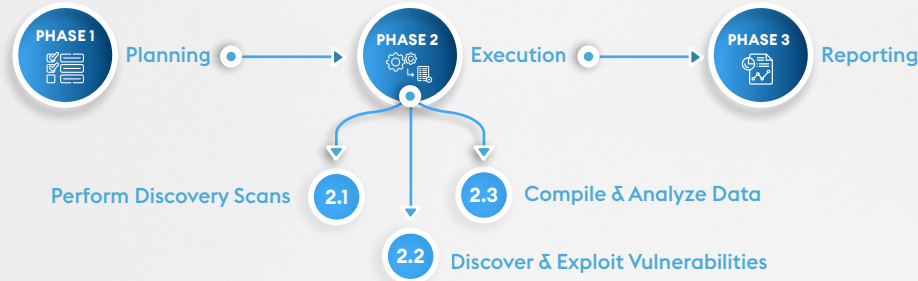 PHASE 1
Planning
PHASE 2
Execution
PHASE 3
Reporting
Perform Discovery Scans
2.1
2.3
Compile & Analyze Data
2.2
Discover & Exploit Vulnerabilities